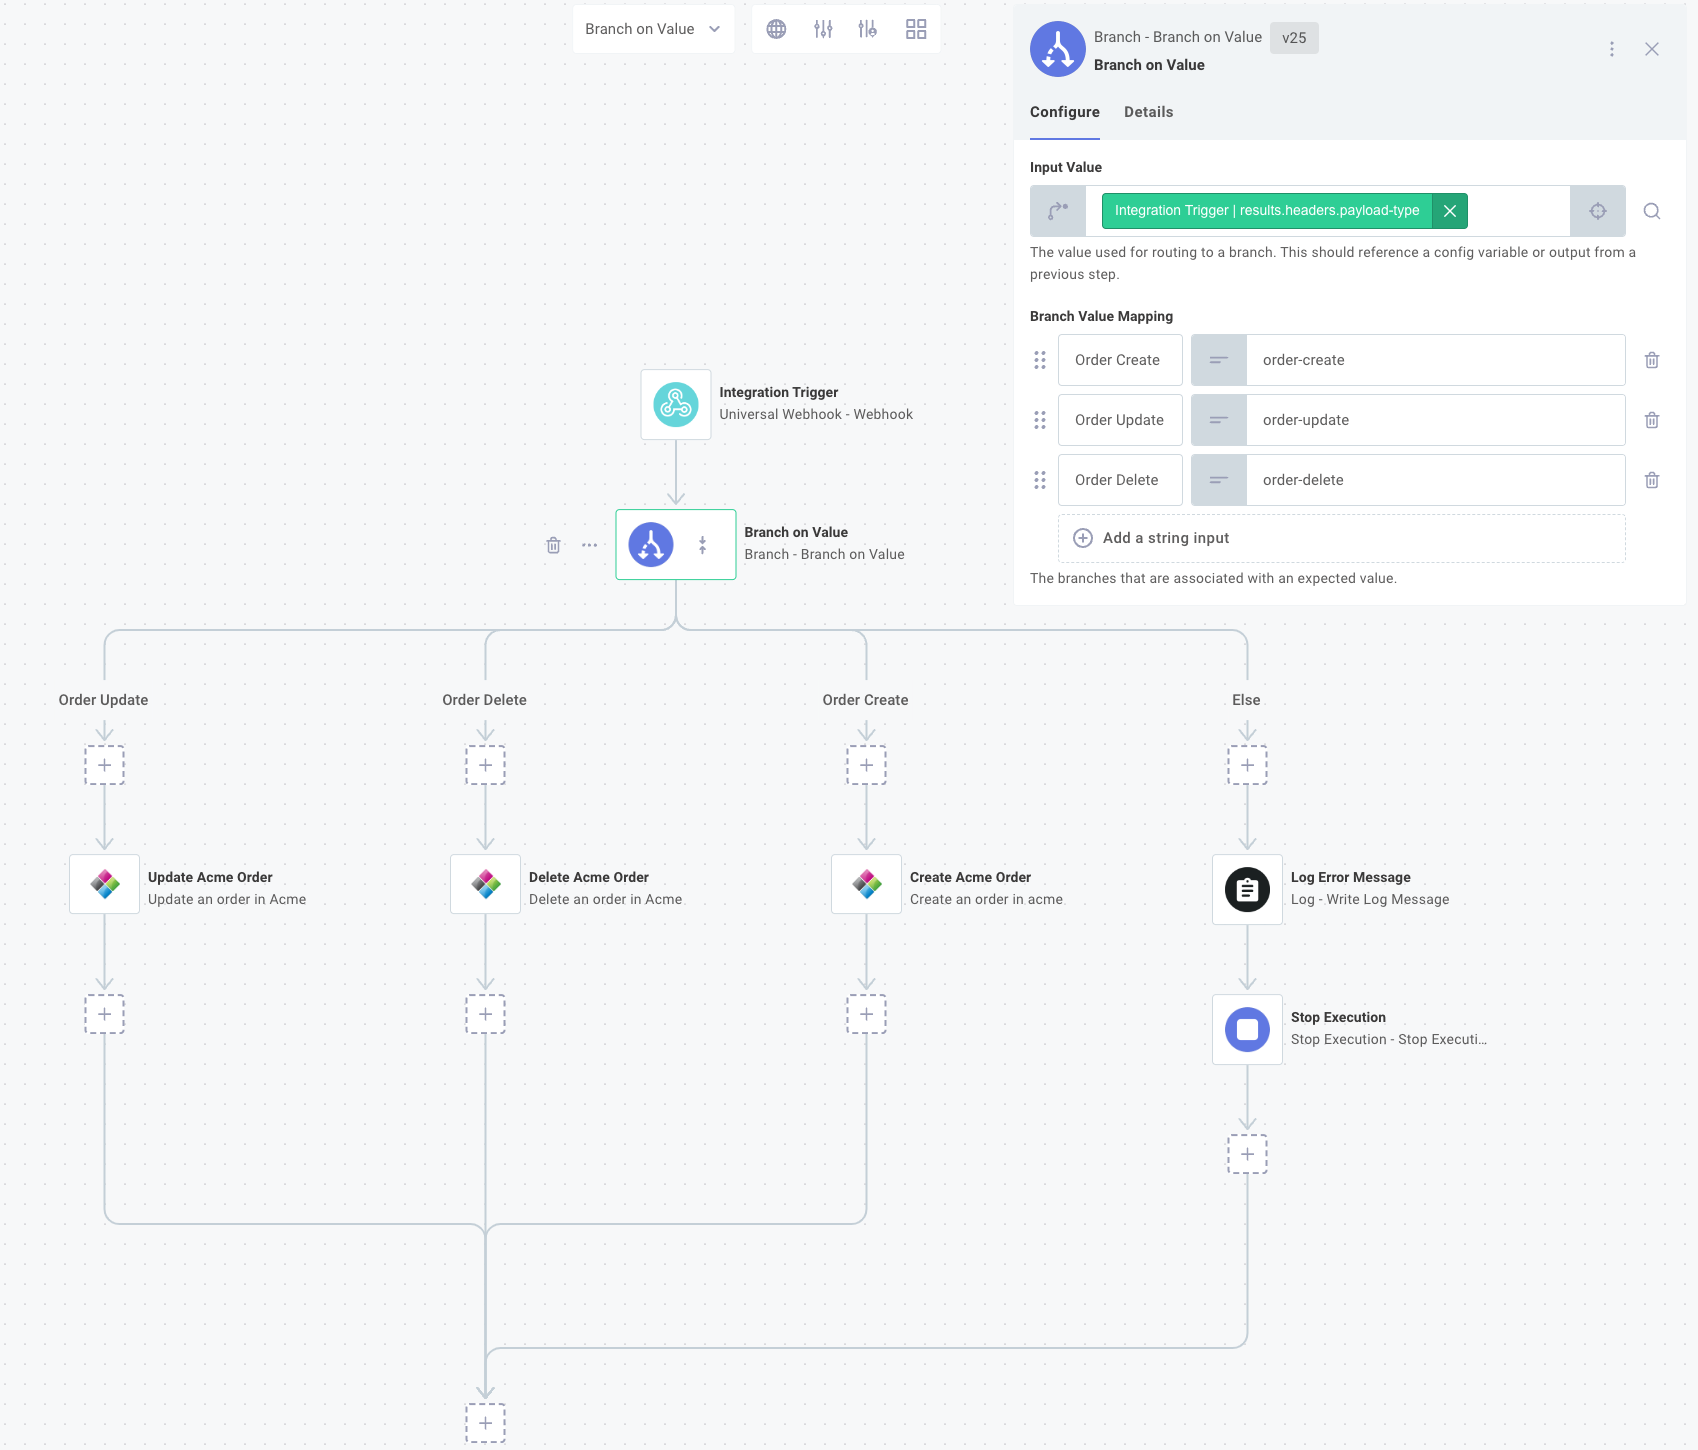 Branch on Value
Branch - Branch on Value v25
Branch on Value
Configure Details
Input Value
Integration Trigger | results.headers.payload-type
The value used for routing to a branch. This should reference a config variable or output from a
previous step.
Branch Value Mapping
Order Create order-create
Order Update order-update
Order Delete order-delete
Add a string input
The branches that are associated with an expected value.
Integration Trigger
Universal Webhook - Webhook
Branch on Value
Branch - Branch on Value
Order Update
Order Delete
Order Create
Else
Update Acme Order
Update an order in Acme
Delete Acme Order
Delete an order in Acme
Create Acme Order
Create an order in acme
Log Error Message
Log - Write Log Message
Stop Execution
Stop Execution - Stop Executi...